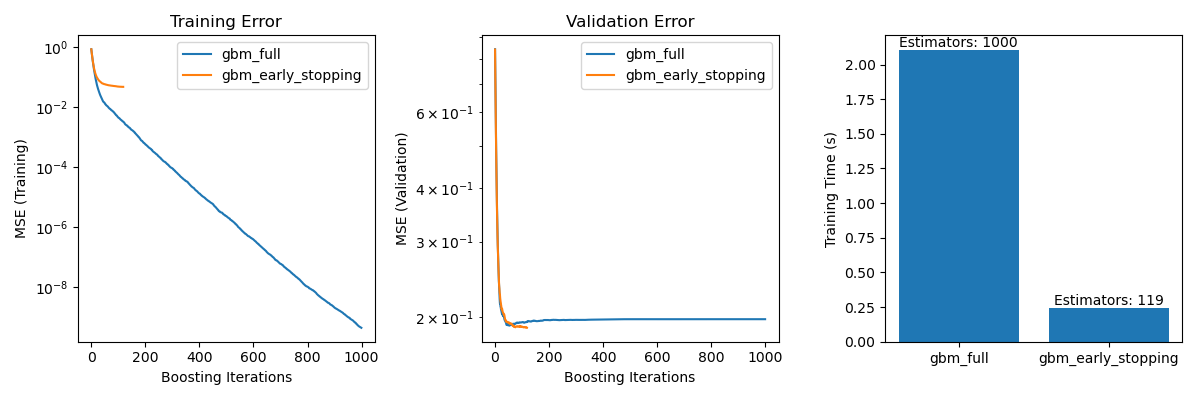 Training Error
MSE (Training)
10⁰
10⁻²
10⁻⁴
10⁻⁶
10⁻⁸
gbm_full
gbm_early_stopping
0 200 400 600 800 1000
Boosting Iterations
Validation Error
MSE (Validation)
6 × 10⁻¹
4 × 10⁻¹
3 × 10⁻¹
2 × 10⁻¹
gbm_full
gbm_early_stopping
0 200 400 600 800 1000
Boosting Iterations
Training Time (s)
2.00
1.75
1.50
1.25
1.00
0.75
0.50
0.25
0.00
Estimators: 1000
Estimators: 119
gbm_full gbm_early_stopping